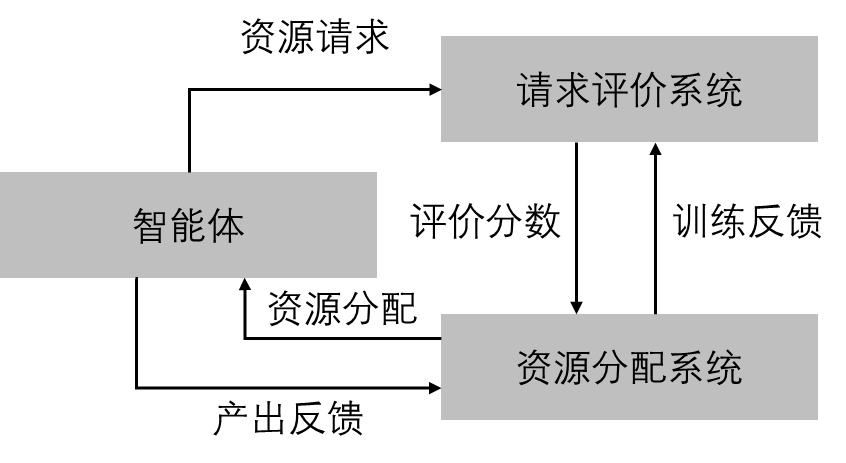 资源请求
请求评价系统
智能体
评价分数
训练反馈
资源分配
资源分配系统
产出反馈